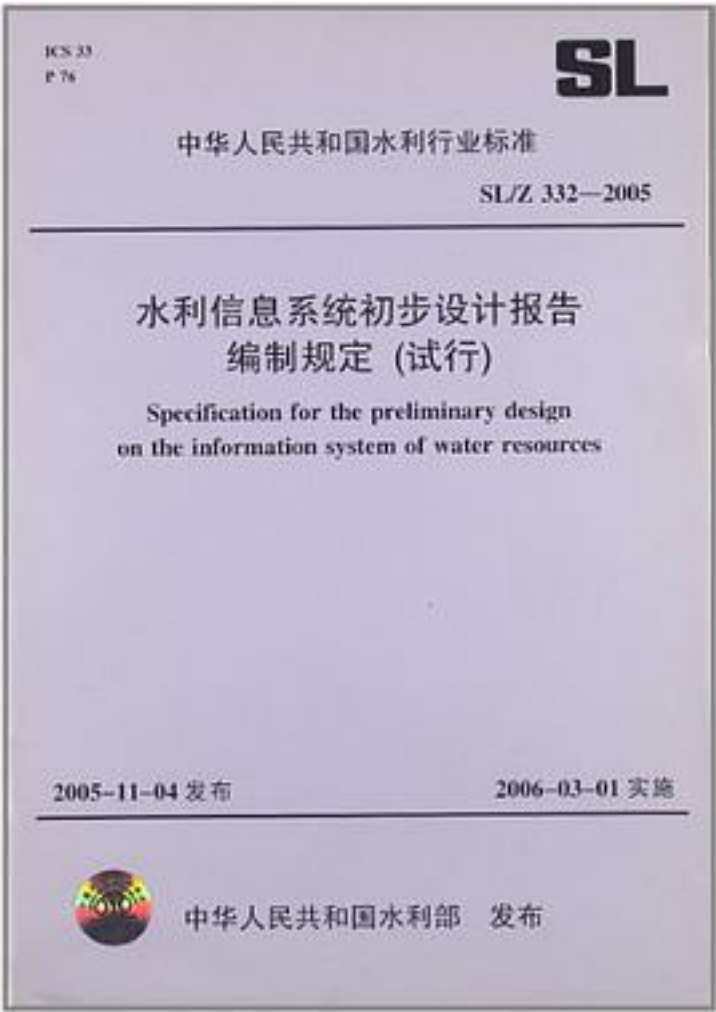 ICS 33
P 76
SL
中华人民共和国水利行业标准
SL/Z 332—2005
水利信息系统初步设计报告
编制规定 (试行)
Specification for the preliminary design
on the information system of water resources
2005-11-04 发布
2006-03-01 实施
中华人民共和国水利部 发布